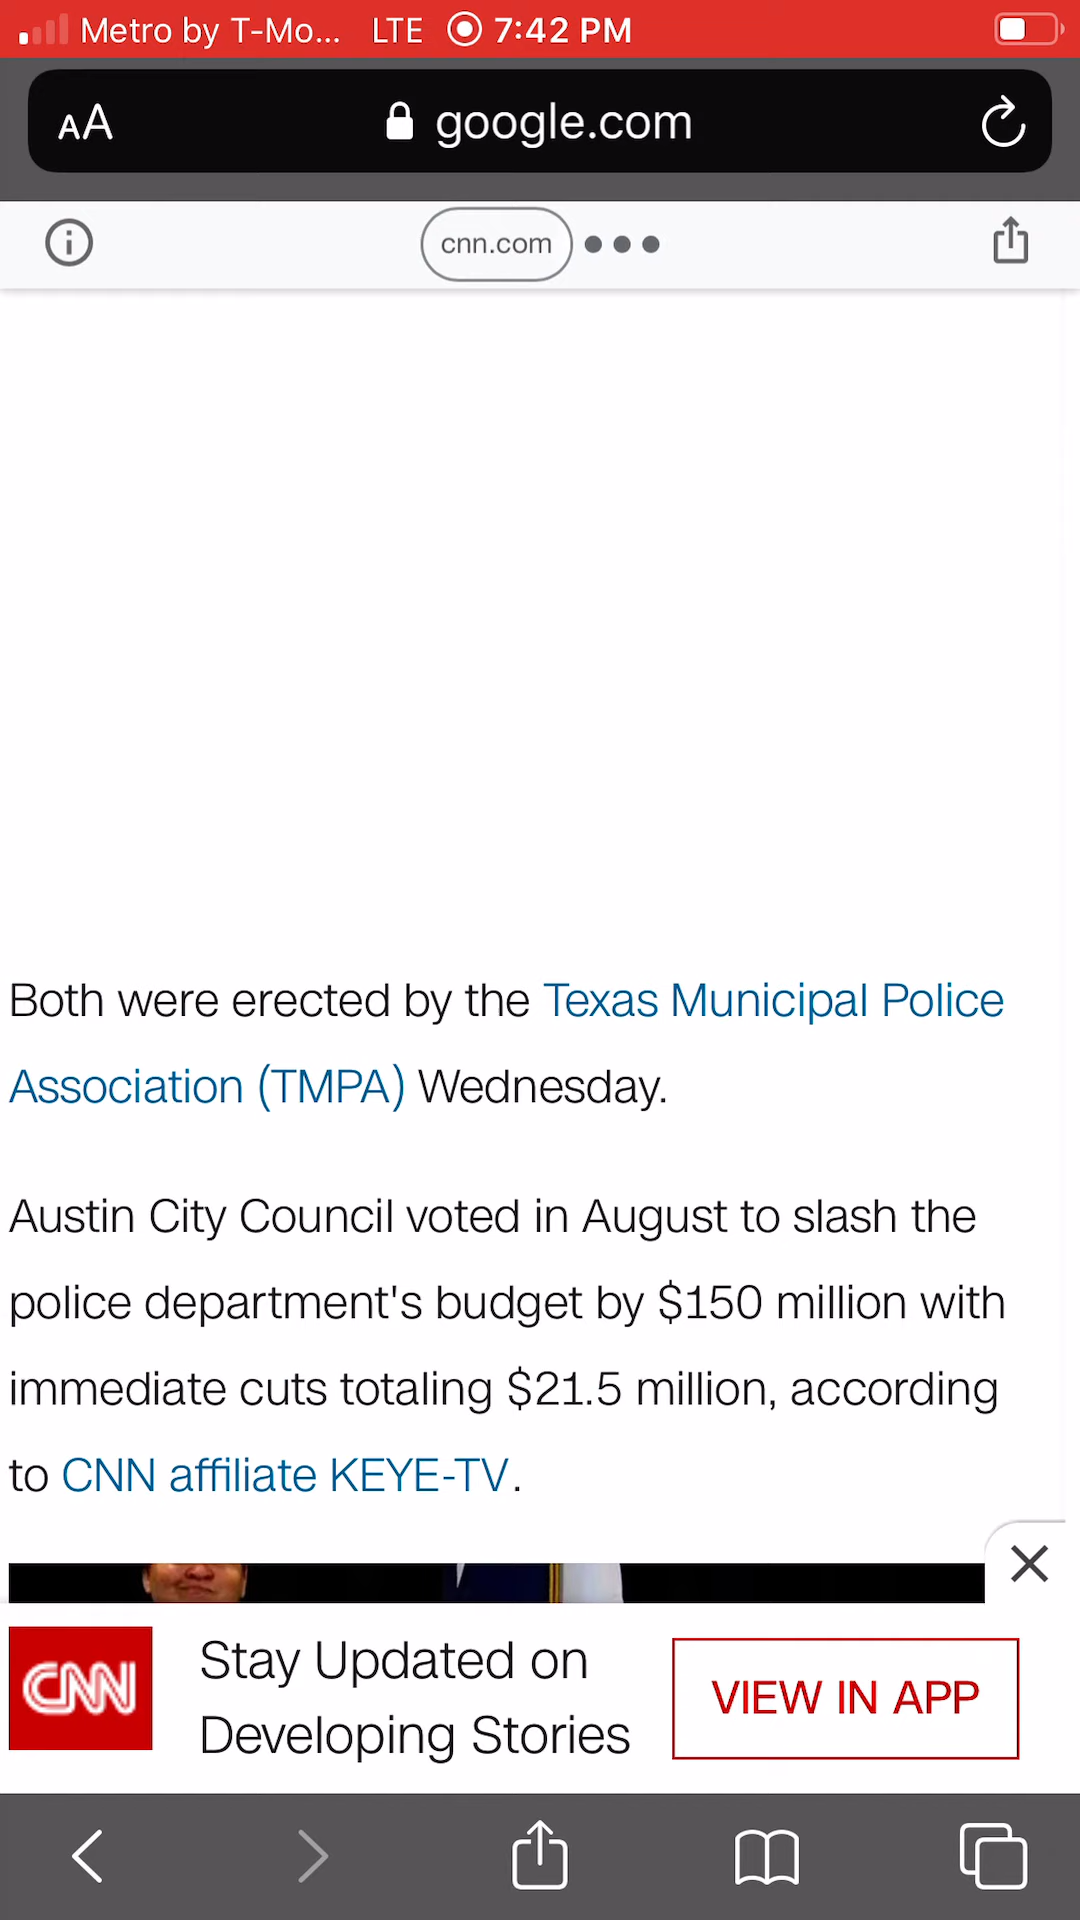 Metro by T-Mo... LTE 7:42 PM
AA google.com
cnn.com
Both were erected by the Texas Municipal Police
Association (TMPA) Wednesday.
Austin City Council voted in August to slash the
police department's budget by $150 million with
immediate cuts totaling $21.5 million, according
to CNN affiliate KEYE-TV.
CNN
Stay Updated on
Developing Stories
VIEW IN APP